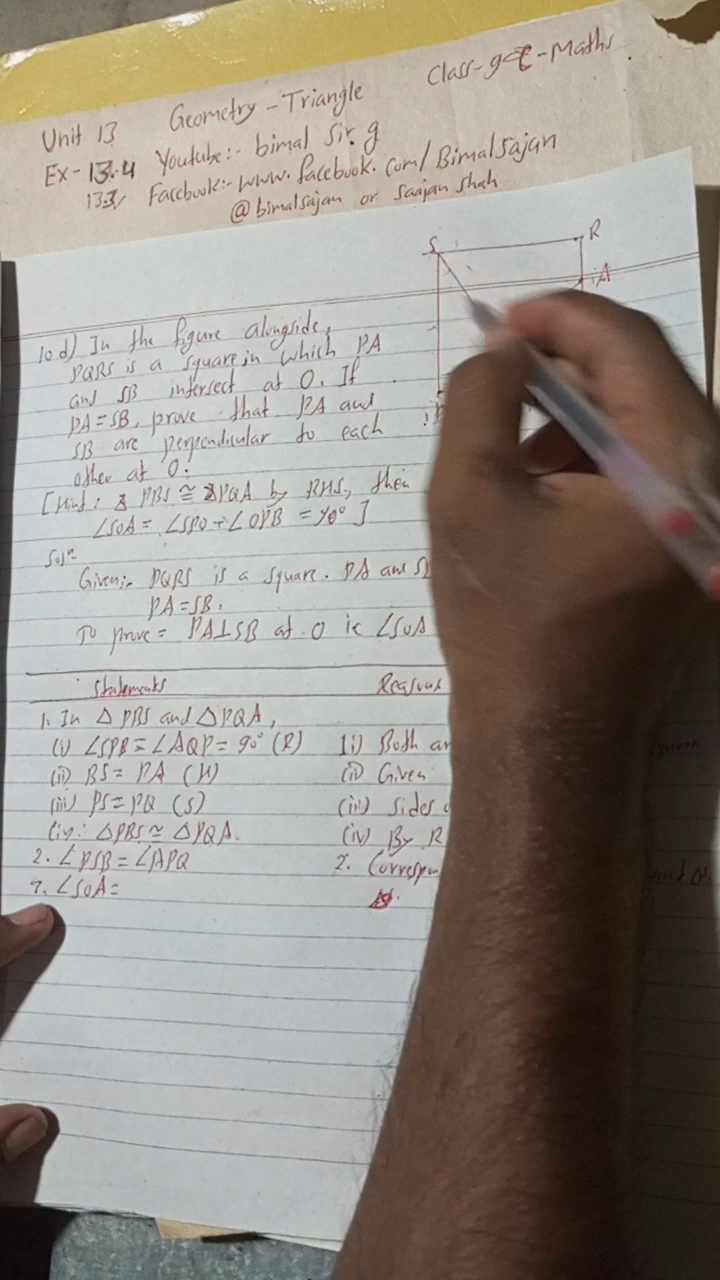 Unit 13 Geometry - Triangle Class-9 - Maths
Ex- 13.4 Youtube:- bimal sir g
13.3 Facebook:- www.facebook.com/Bimalsajan
@bimalsajan or saajan shah
S R
A
10.d) In the figure alongside,
PQRS is a square in which PA
and SB intersect at O. If
PA = SB, prove that PA and
SB are perpendicular to each
other at O.
[Hint: Δ PBS ≅ ΔPQA by RHS, then
∠SOA = ∠SPO + ∠OPB = 90° ]
Solⁿ
Given:- PQRS is a square. PA and S
PA = SB.
To prove = PA⊥SB at O ie ∠SOA
Statements Reasons
1. In Δ PBS and ΔPQA,
(i) ∠SPB = ∠AQP = 90° (R) 1i) Both
(ii) BS = PA (H) (ii) Given
(iii) PS = PQ (S) (iii) Sides
(iv) ∴ ΔPBS ≅ ΔPQA. (iv) By R
2. ∠PSB = ∠APQ 2. Correspon
3. ∠SOA =